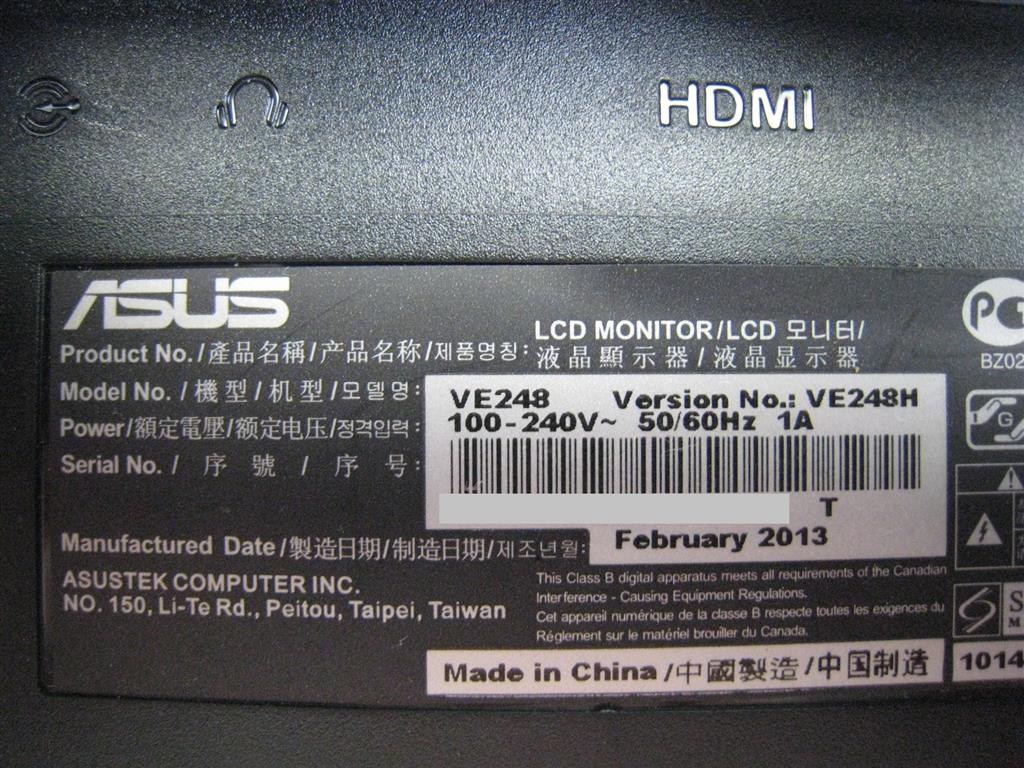 HDMI
ASUS
LCD MONITOR/LCD 모니터/
Product No./產品名稱/产品名称/제품명칭: 液晶顯示器/液晶显示器
Model No./機型/机型/모델명: VE248 Version No.: VE248H
Power/額定電壓/额定电压/정격입력: 100-240V~ 50/60Hz 1A
Serial No. / 序 號 / 序 号:
T
Manufactured Date/製造日期/制造日期/제조년월: February 2013
ASUSTEK COMPUTER INC.
NO. 150, Li-Te Rd., Peitou, Taipei, Taiwan
This Class B digital apparatus meets all requirements of the Canadian
Interference - Causing Equipment Regulations.
Cet appareil numérique de la classe B respecte toutes les exigences du
Réglement sur le matériel brouiller du Canada.
Made in China/中國製造/中国制造
BZ02
G
1014